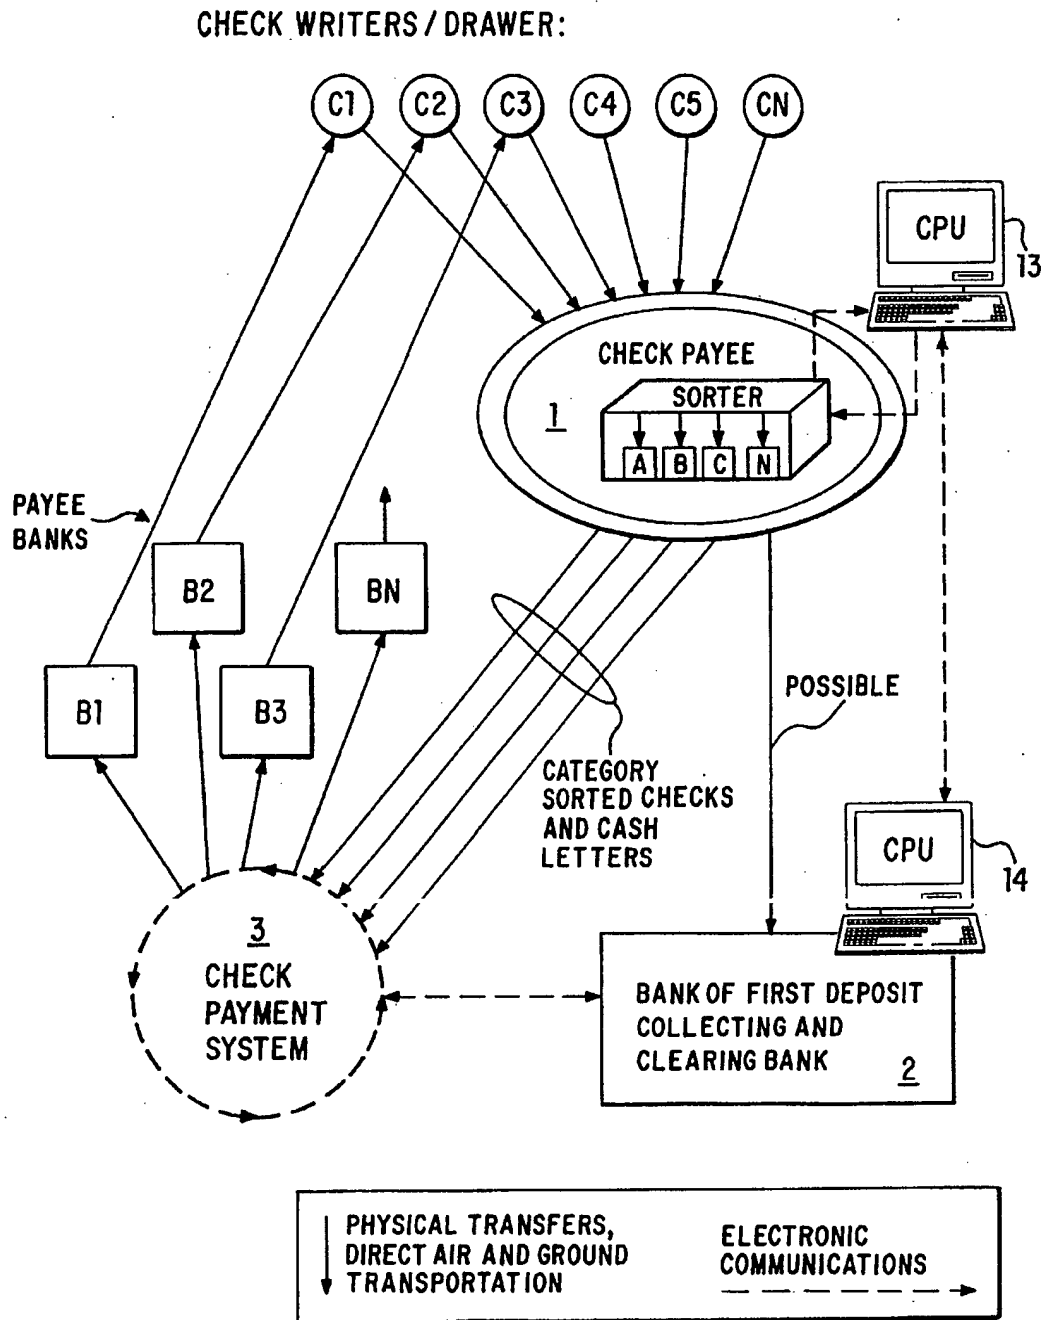 CHECK WRITERS / DRAWER:
C1 C2 C3 C4 C5 CN
CPU
13
CHECK PAYEE
SORTER
1
A B C N
PAYEE
BANKS
B2
BN
B1
B3
POSSIBLE
CATEGORY
SORTED CHECKS
AND CASH
LETTERS
CPU
14
3
CHECK
PAYMENT
SYSTEM
BANK OF FIRST DEPOSIT
COLLECTING AND
CLEARING BANK
2
PHYSICAL TRANSFERS,
DIRECT AIR AND GROUND
TRANSPORTATION
ELECTRONIC
COMMUNICATIONS